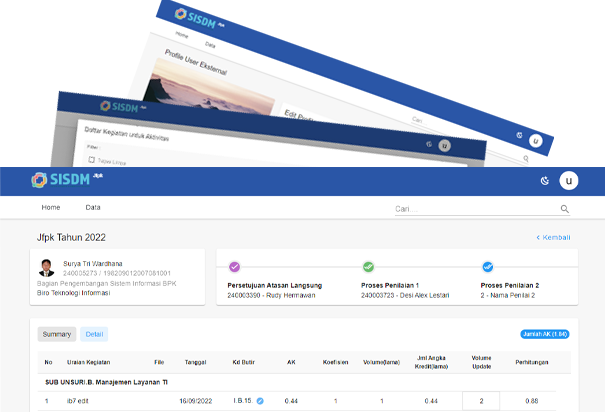 SISDM JFPK
Home Data
Profile User Eksternal
Cari
Edit Profil
SISDM
u
Daftar Kegiatan untuk Aktivitas
Filter
u
Tugas Limpa
SISDM
u
Home Data
Cari ...
Jfpk Tahun 2022
Kembali
Surya Tri Wardhana
240005273 / 198209012007081001
Bagian Pengembangan Sistem Informasi BPK
Biro Teknologi Informasi
Persetujuan Atasan Langsung
240003390 - Rudy Hermawan
Proses Penilaian 1
240003723 - Desi Alex Lestari
Proses Penilaian 2
2 - Nama Penilai 2
Summary Detail
Jumlah AK (1.84)
No Uraian Kegiatan File Tanggal Kd Butir AK Koefisien Volume(lama) Jml Angka Kredit(lama) Volume Update Perhitungan
SUB UNSUR I.B. Manajemen Layanan TI
1 ib7 edit 16/09/2022 I.B.15. 0.44 1 1 0.44 2 0.88